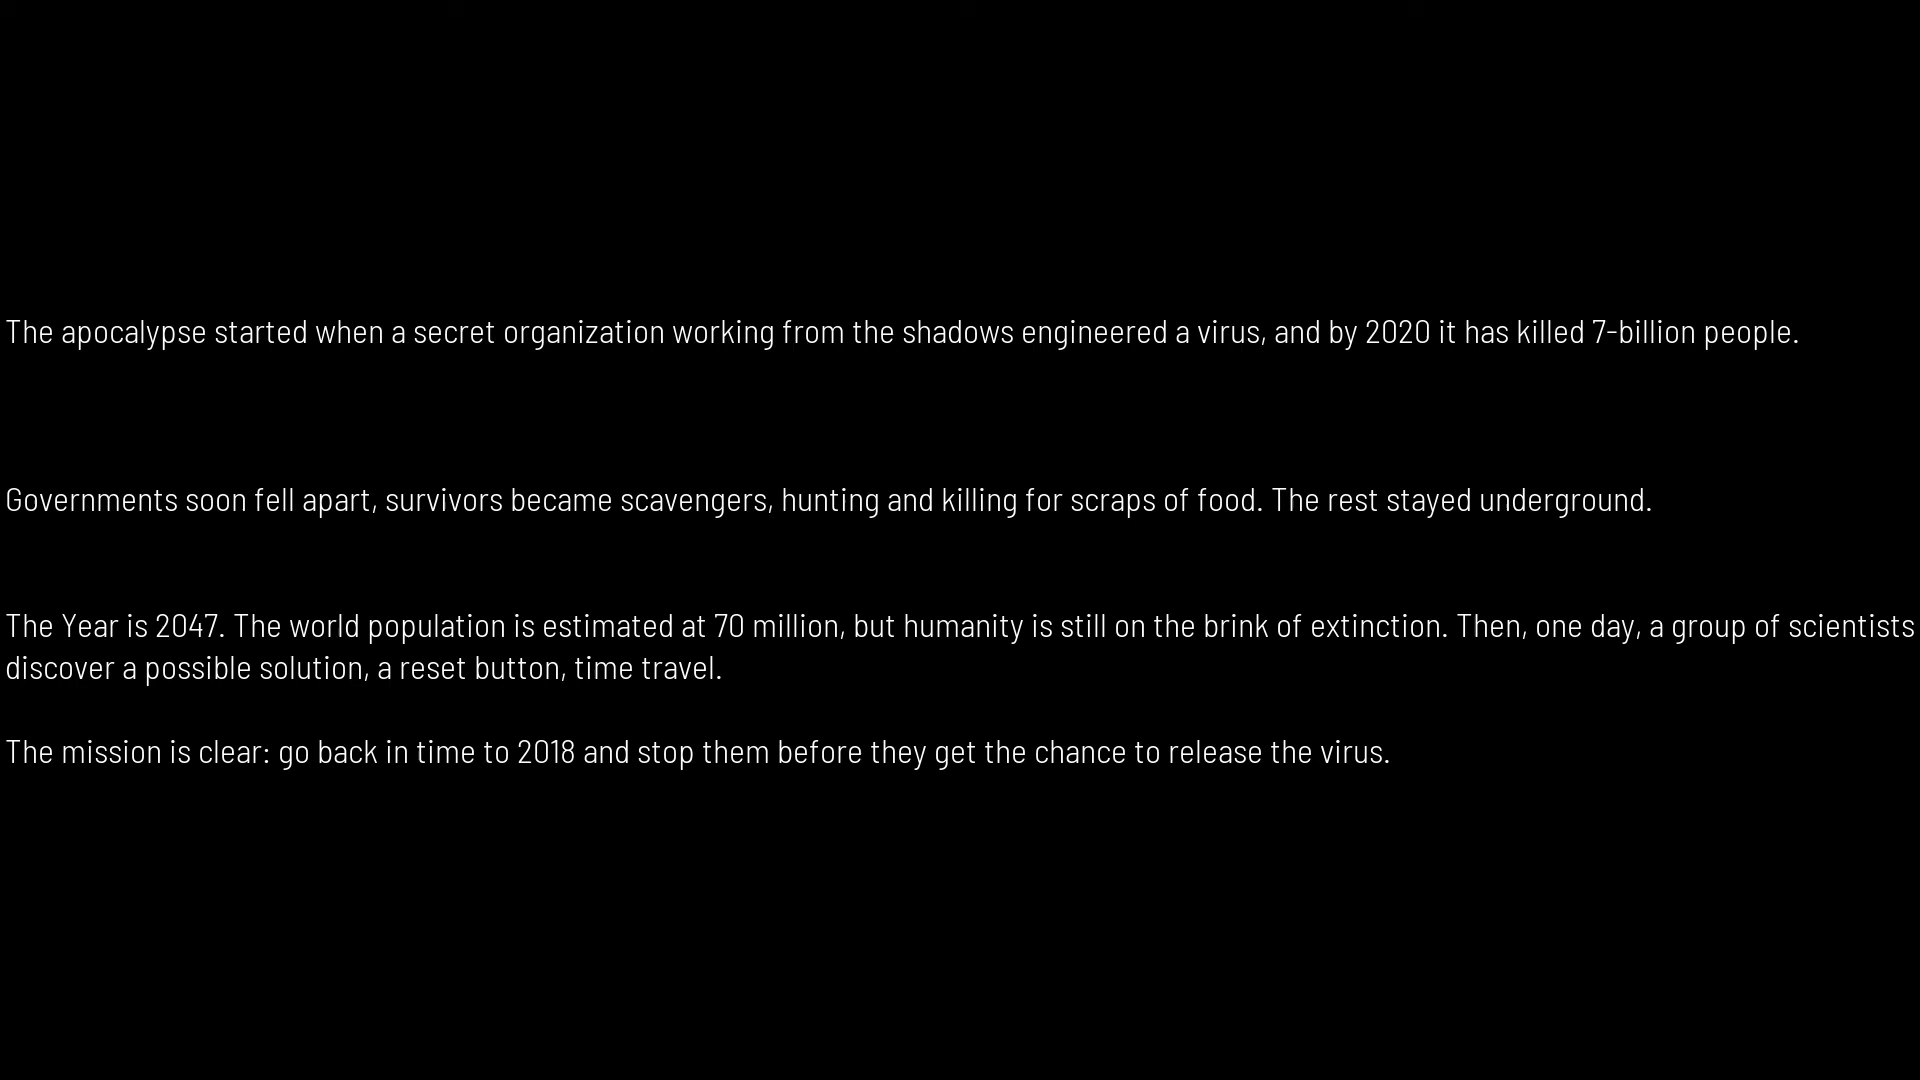 The apocalypse started when a secret organization working from the shadows engineered a virus, and by 2020 it has killed 7-billion people.
Governments soon fell apart, survivors became scavengers, hunting and killing for scraps of food. The rest stayed underground.
The Year is 2047. The world population is estimated at 70 million, but humanity is still on the brink of extinction. Then, one day, a group of scientists
discover a possible solution, a reset button, time travel.
The mission is clear: go back in time to 2018 and stop them before they get the chance to release the virus.